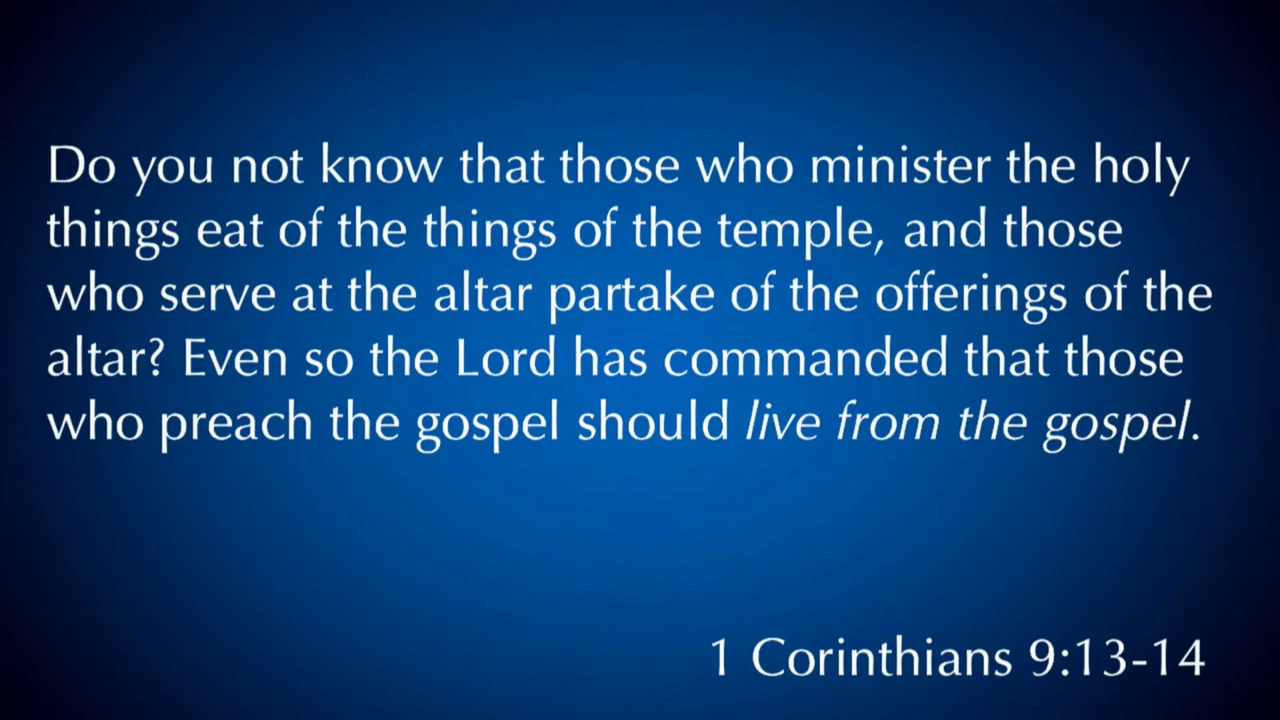 Do you not know that those who minister the holy
things eat of the things of the temple, and those
who serve at the altar partake of the offerings of the
altar? Even so the Lord has commanded that those
who preach the gospel should live from the gospel.
1 Corinthians 9:13-14